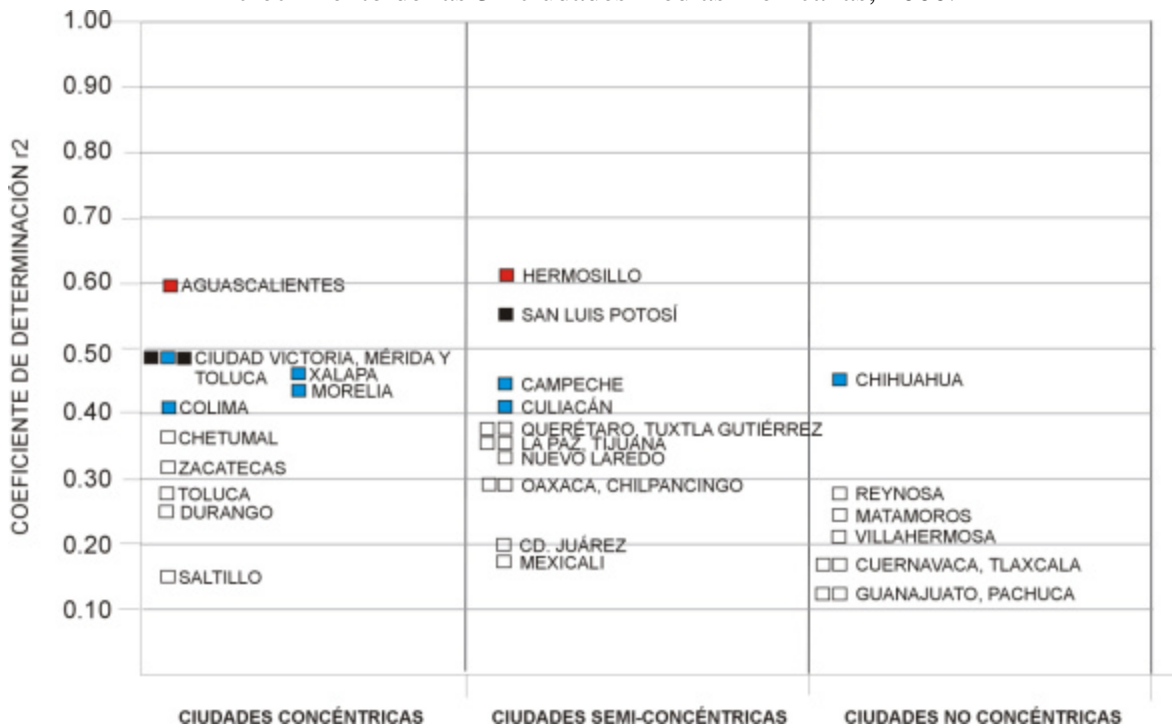 1.00
0.90
0.80
0.70
0.60
0.50
0.40
0.30
0.20
0.10
COEFICIENTE DE DETERMINACIÓN r2
AGUASCALIENTES
CIUDAD VICTORIA, MÉRIDA Y
TOLUCA
XALAPA
MORELIA
COLIMA
CHETUMAL
ZACATECAS
TOLUCA
DURANGO
SALTILLO
HERMOSILLO
SAN LUIS POTOSÍ
CAMPECHE
CULIACÁN
QUERÉTARO, TUXTLA GUTIÉRREZ
LA PAZ, TIJUANA
NUEVO LAREDO
OAXACA, CHILPANCINGO
CD. JUÁREZ
MEXICALI
CHIHUAHUA
REYNOSA
MATAMOROS
VILLAHERMOSA
CUERNAVACA, TLAXCALA
GUANAJUATO, PACHUCA
CIUDADES CONCÉNTRICAS
CIUDADES SEMI-CONCÉNTRICAS
CIUDADES NO CONCÉNTRICAS